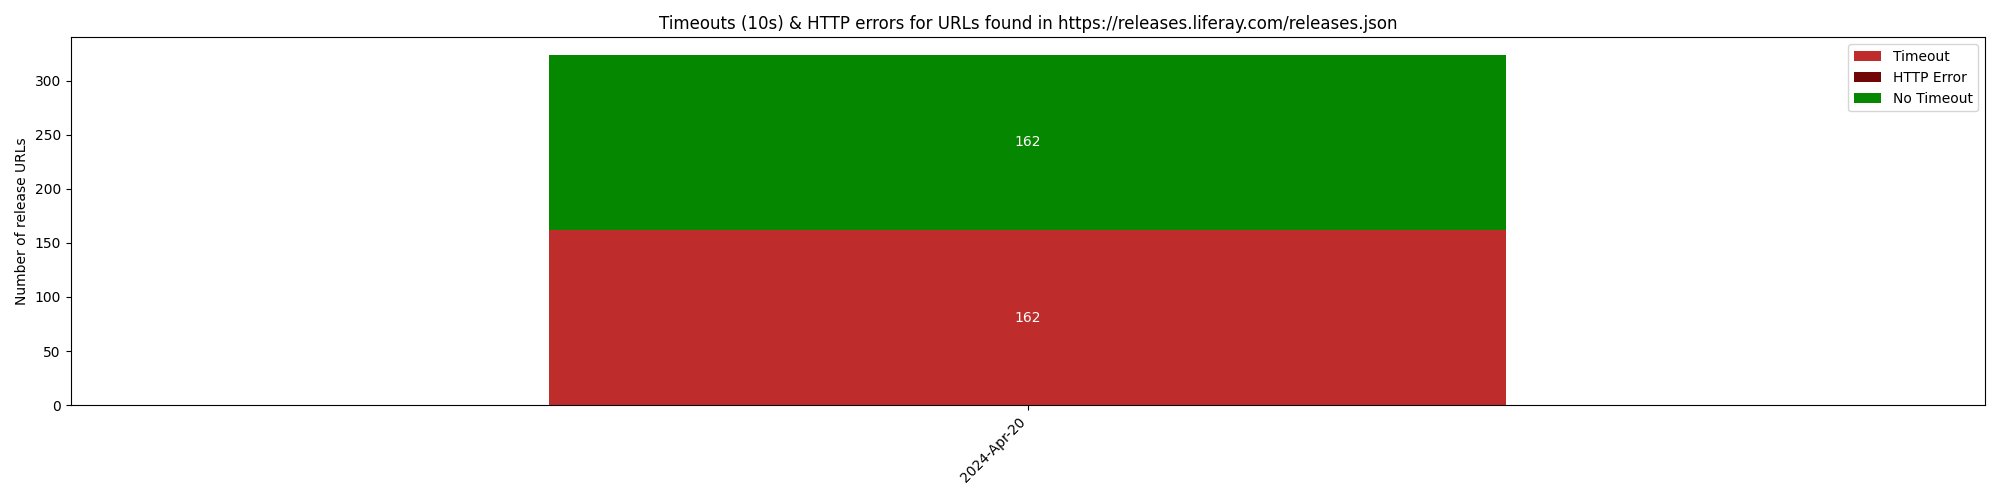 Timeouts (10s) & HTTP errors for URLs found in https://releases.liferay.com/releases.json
Timeout
HTTP Error
No Timeout
Number of release URLs
300
250
200
150
100
50
0
162
162
2024-Apr-20